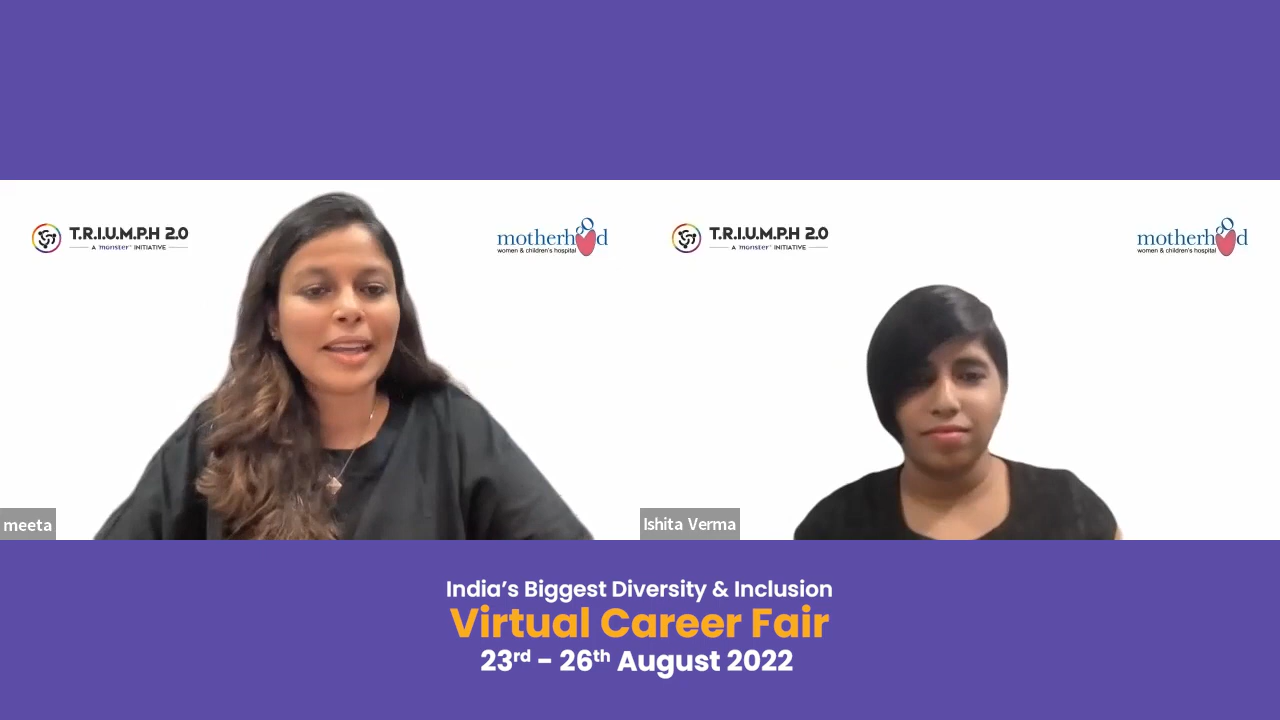 T.R.I.U.M.P.H 2.0
A monster INITIATIVE
motherhood
women & children's hospital
T.R.I.U.M.P.H 2.0
A monster INITIATIVE
motherhood
women & children's hospital
meeta
Ishita Verma
India's Biggest Diversity & Inclusion
Virtual Career Fair
23rd – 26th August 2022